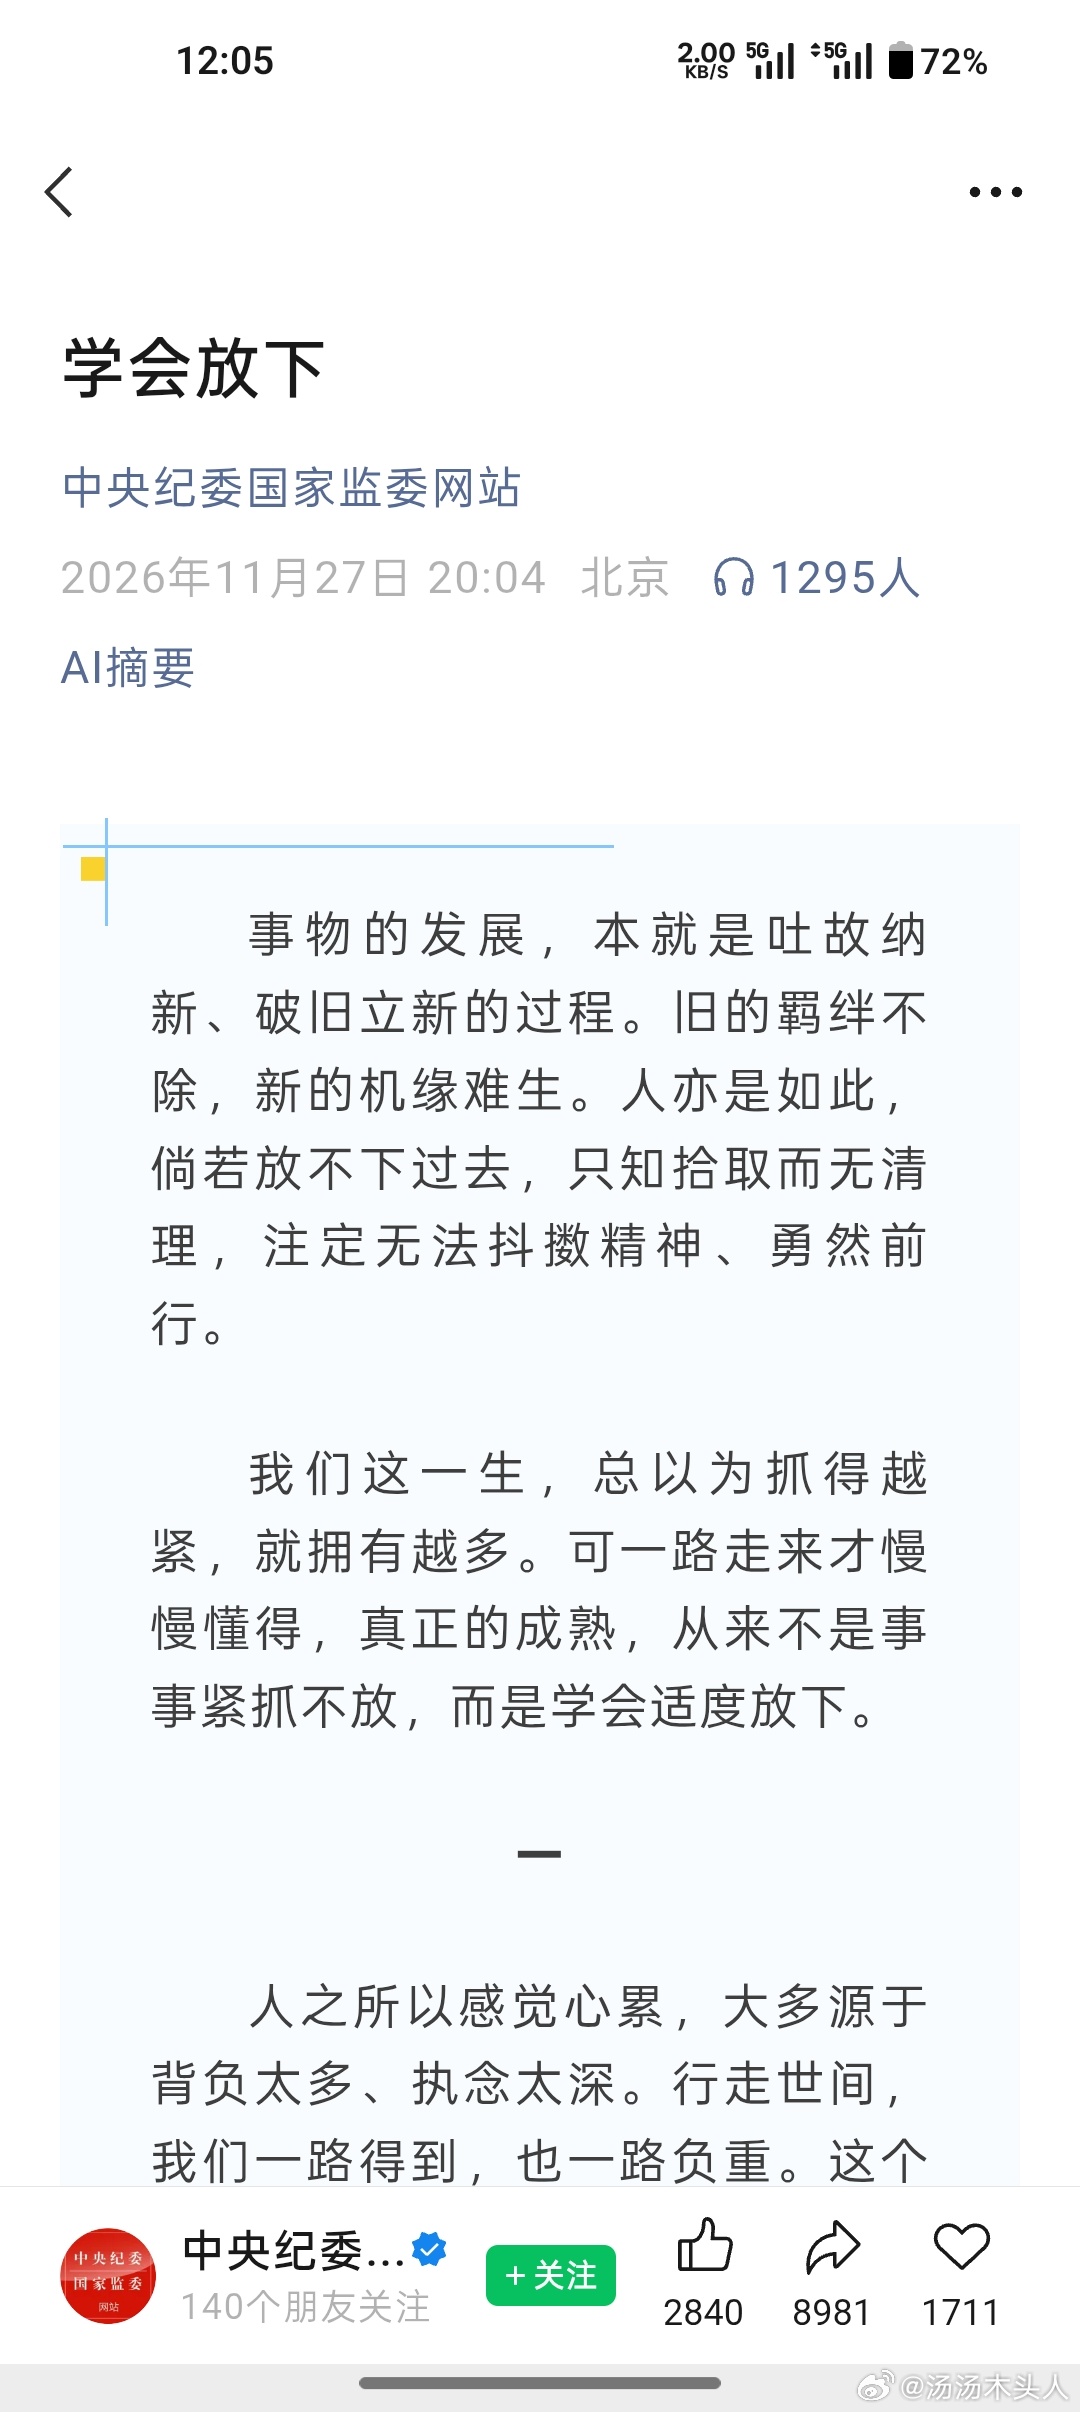 12:05
2.00 KB/S 5G 5G 72%
学会放下
中央纪委国家监委网站
2026年11月27日 20:04 北京 1295人
AI摘要
事物的发展，本就是吐故纳
新、破旧立新的过程。旧的羁绊不
除，新的机缘难生。人亦是如此，
倘若放不下过去，只知拾取而无清
理，注定无法抖擞精神、勇然前
行。
我们这一生，总以为抓得越
紧，就拥有越多。可一路走来才慢
慢懂得，真正的成熟，从来不是事
事紧抓不放，而是学会适度放下。
一
人之所以感觉心累，大多源于
背负太多、执念太深。行走世间，
我们一路得到，也一路负重。这个
中央纪委
国家监委
网站
中央纪委...
140个朋友关注
+关注
2840 8981 1711
@汤汤木头人